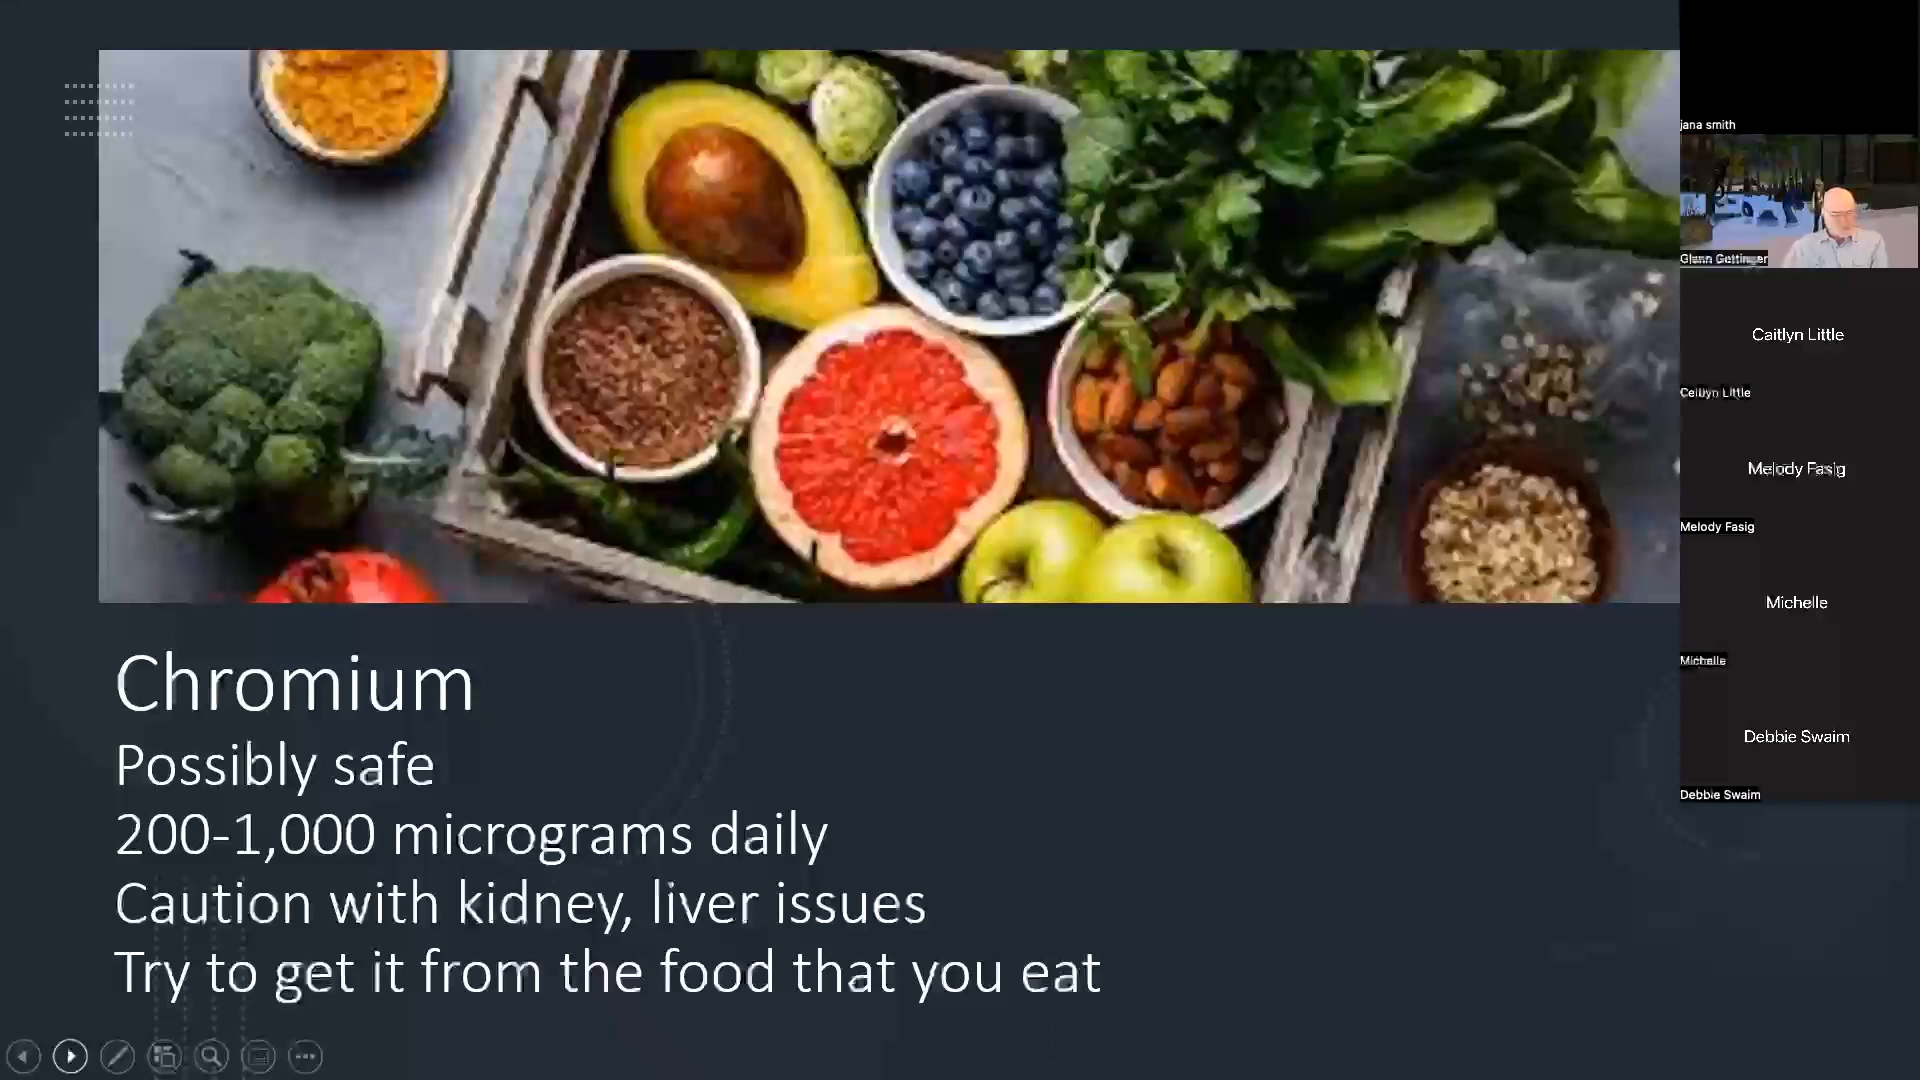 Chromium
Possibly safe
200-1,000 micrograms daily
Caution with kidney, liver issues
Try to get it from the food that you eat
jana smith
Glenn Gettinger
Caitlyn Little
Caitlyn Little
Melody Fasig
Melody Fasig
Michelle
Michelle
Debbie Swaim
Debbie Swaim